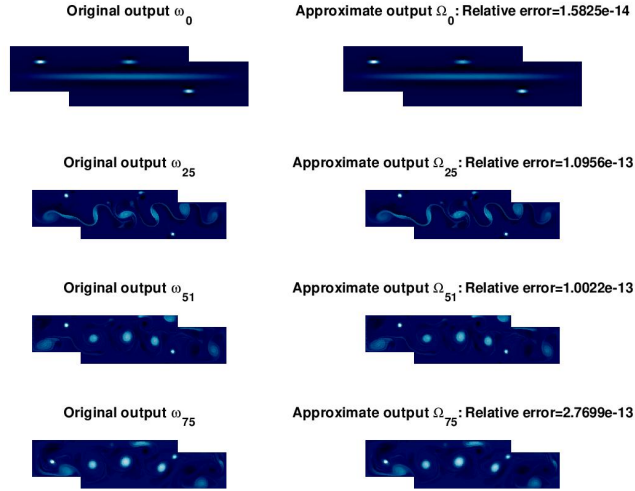 Original output ω0
Approximate output Ω0: Relative error=1.5825e-14
Original output ω25
Approximate output Ω25: Relative error=1.0956e-13
Original output ω51
Approximate output Ω51: Relative error=1.0022e-13
Original output ω75
Approximate output Ω75: Relative error=2.7699e-13